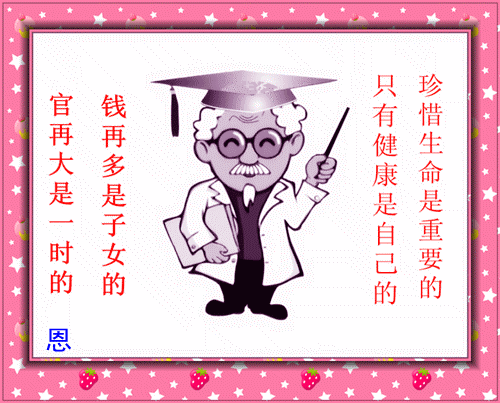 官再大是一时的
钱再多是子女的
只有健康是自己的
珍惜生命是重要的
恩